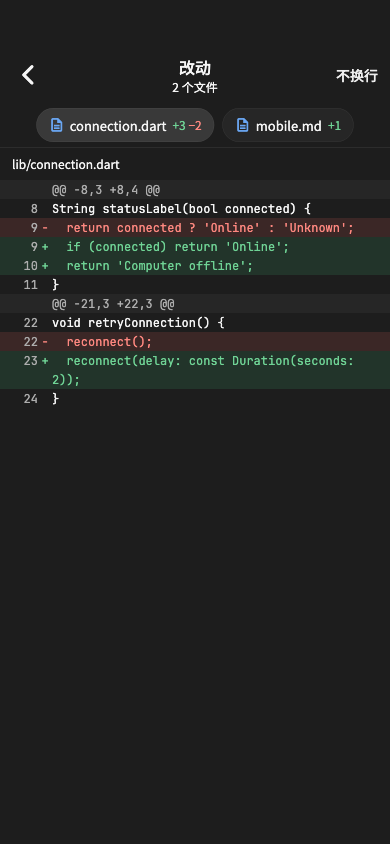 改动
2 个文件
不换行
connection.dart +3 −2
mobile.md +1
lib/connection.dart
@@ -8,3 +8,4 @@
8 String statusLabel(bool connected) {
9 - return connected ? 'Online' : 'Unknown';
9 + if (connected) return 'Online';
10 + return 'Computer offline';
11 }
@@ -21,3 +22,3 @@
22 void retryConnection() {
22 - reconnect();
23 + reconnect(delay: const Duration(seconds:
2));
24 }